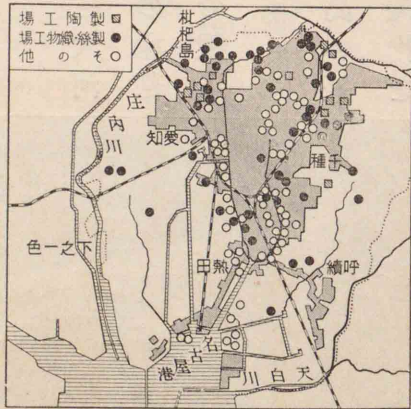 製陶工場
製絲・織物工場
その他
枇杷島
庄内川
愛知
千種
下之一色
熱田
呼續
名古屋港
天白川